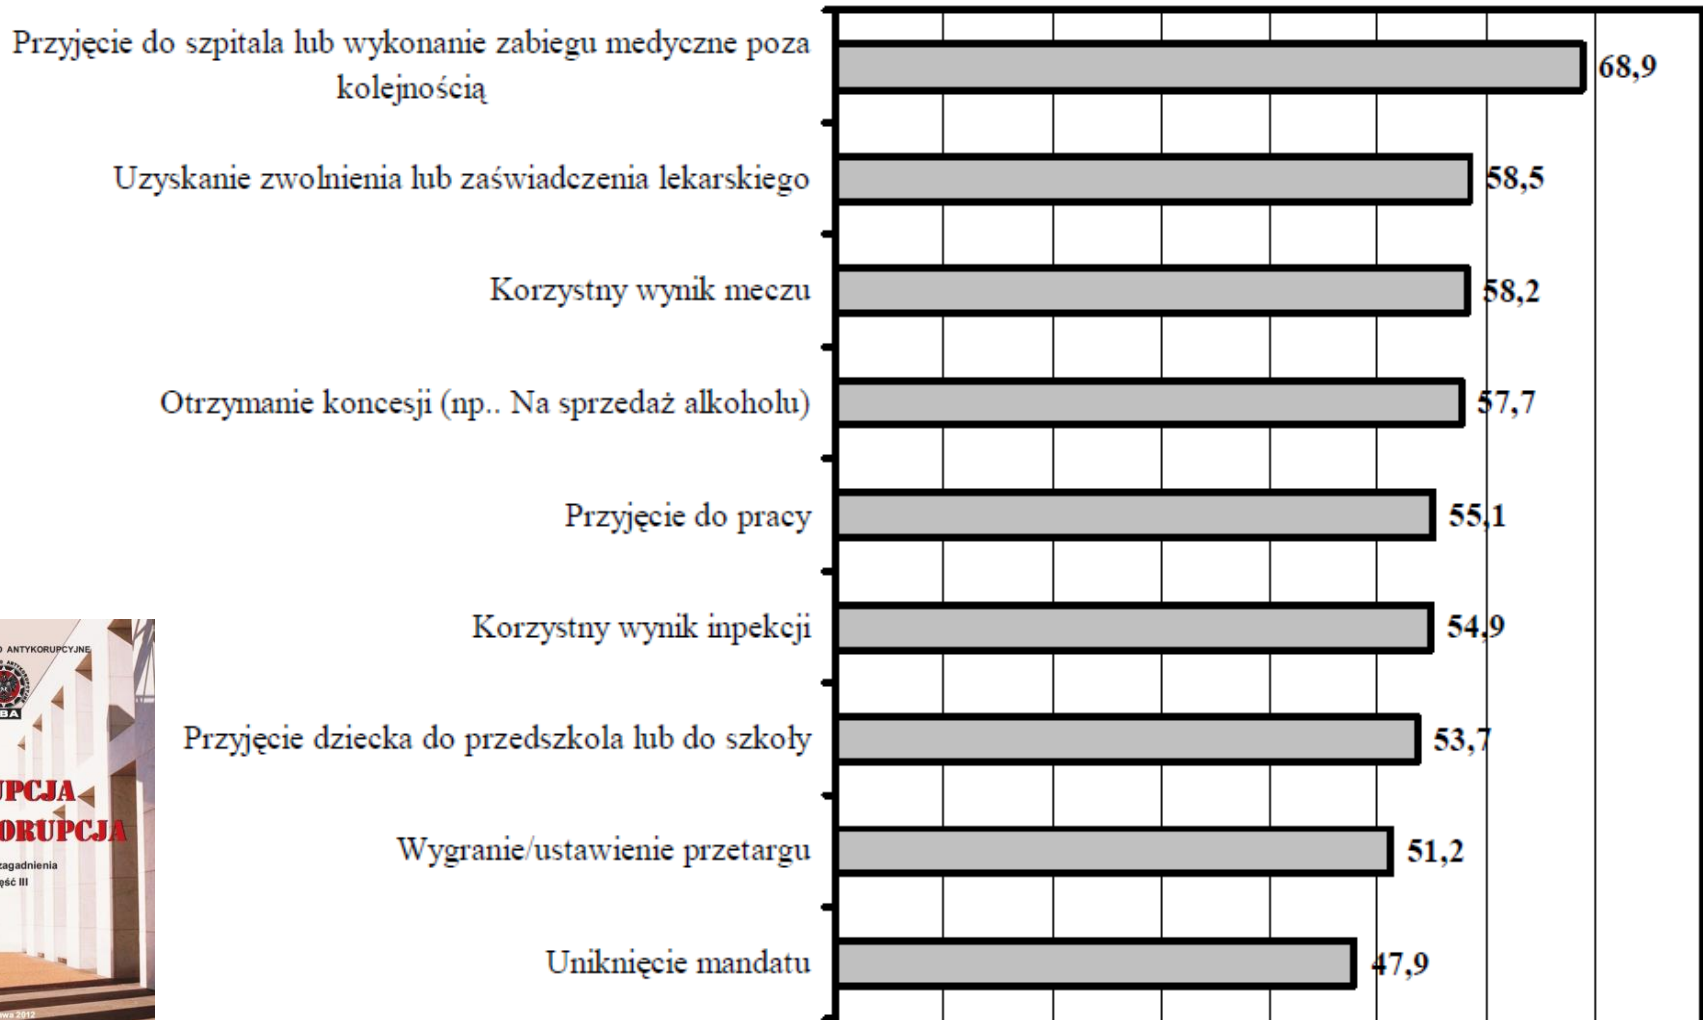 Przyjęcie do szpitala lub wykonanie zabiegu medyczne poza
kolejnością
68,9
Uzyskanie zwolnienia lub zaświadczenia lekarskiego
58,5
Korzystny wynik meczu
58,2
Otrzymanie koncesji (np.. Na sprzedaż alkoholu)
57,7
Przyjęcie do pracy
55,1
Korzystny wynik inpekcji
54,9
Przyjęcie dziecka do przedszkola lub do szkoły
53,7
Wygranie/ustawienie przetargu
51,2
Uniknięcie mandatu
47,9
ANTYKORUPCYJNE
BA
UPCJA
ORUPCJA
zagadnienia
ęść III
awa 2012